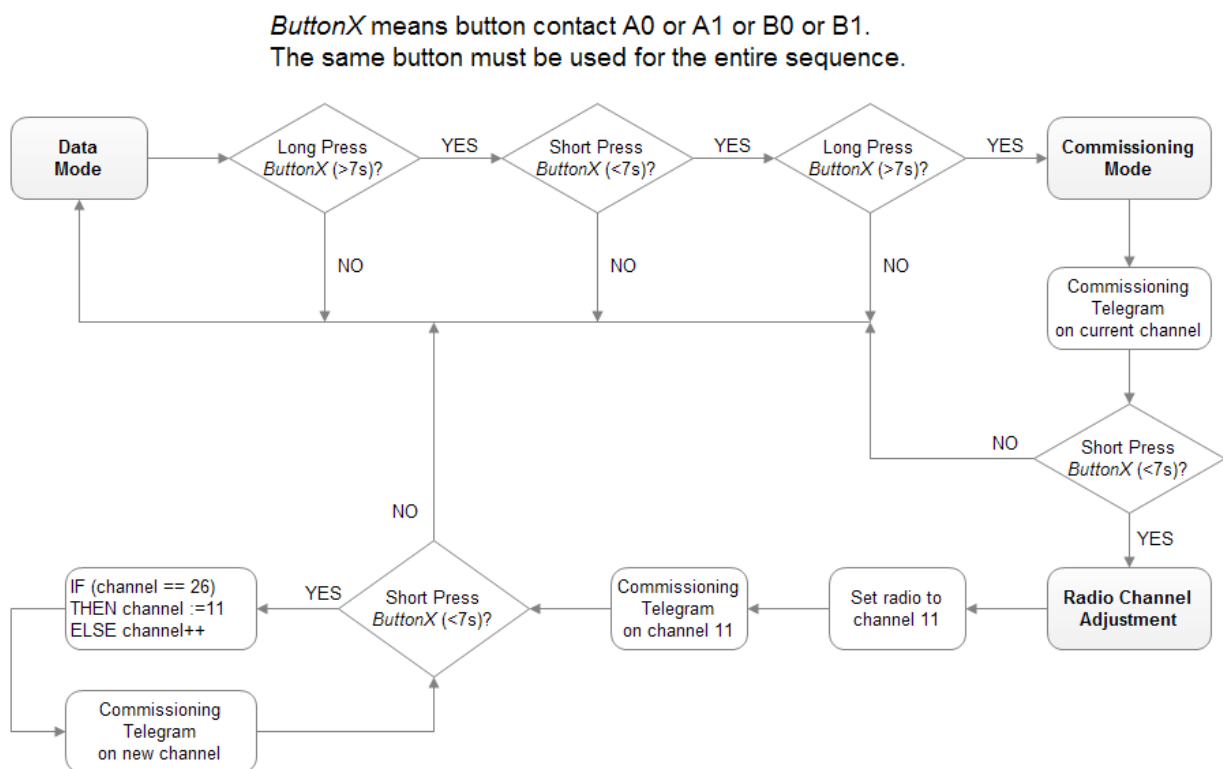 ButtonX means button contact A0 or A1 or B0 or B1.
The same button must be used for the entire sequence.
Data
Mode
Long Press
ButtonX (>7s)?
YES
Short Press
ButtonX (<7s)?
YES
Long Press
ButtonX (>7s)?
YES
Commissioning
Mode
NO
NO
NO
Commissioning
Telegram
on current channel
NO
Short Press
ButtonX (<7s)?
YES
Radio Channel
Adjustment
Set radio to
channel 11
Commissioning
Telegram
on channel 11
Short Press
ButtonX (<7s)?
NO
YES
IF (channel == 26)
THEN channel :=11
ELSE channel++
Commissioning
Telegram
on new channel